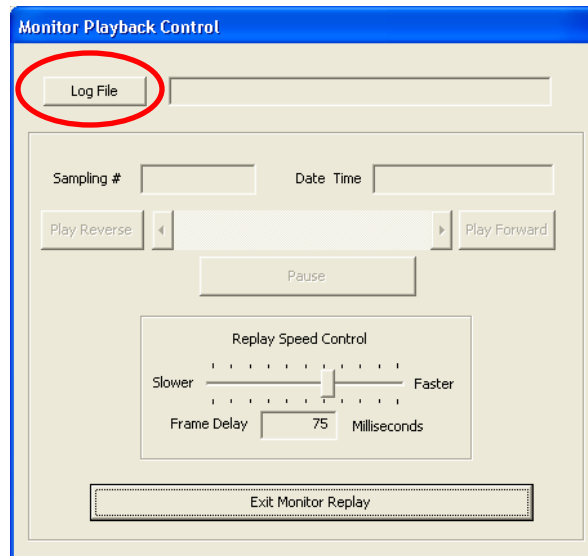 Monitor Playback Control
Log File
Sampling # Date Time
Play Reverse Play Forward
Pause
Replay Speed Control
Slower Faster
Frame Delay 75 Milliseconds
Exit Monitor Replay